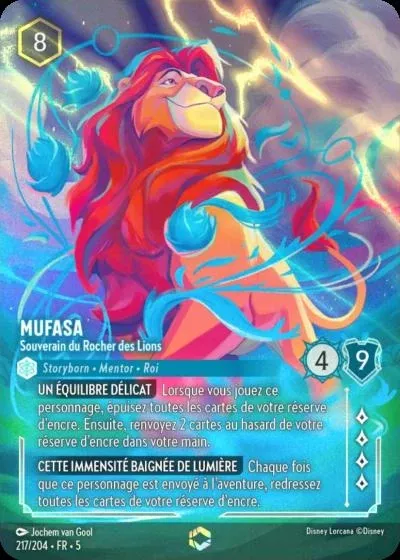 8
MUFASA
Souverain du Rocher des Lions
Storyborn • Mentor • Roi
4
9
UN ÉQUILIBRE DÉLICAT Lorsque vous jouez ce
personnage, épuisez toutes les cartes de votre réserve
d'encre. Ensuite, renvoyez 2 cartes au hasard de votre
réserve d'encre dans votre main.
CETTE IMMENSITÉ BAIGNÉE DE LUMIÈRE Chaque fois
que ce personnage est envoyé à l'aventure, redressez
toutes les cartes de votre réserve d'encre.
Jochem van Gool
Disney Lorcana ©Disney
217/204 • FR • 5